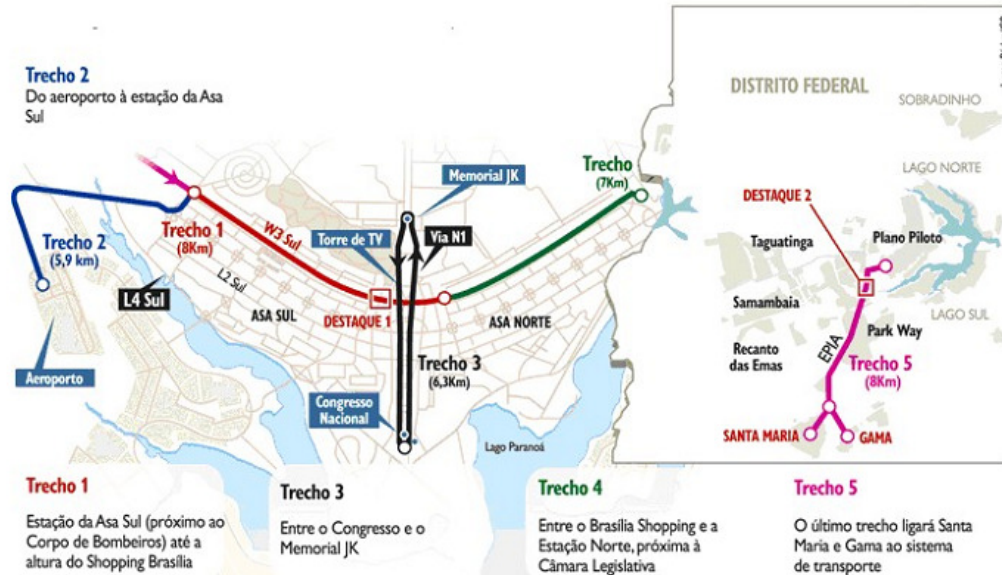 Trecho 2
Do aeroporto à estação da Asa
Sul
Trecho 2
(5,9 km)
Aeroporto
L4 Sul
Trecho 1
(8Km)
W3 Sul
L2 Sul
ASA SUL
Torre de TV
DESTAQUE 1
Memorial JK
Via N1
ASA NORTE
Trecho 3
(6,3Km)
Congresso
Nacional
Lago Paranoá
Trecho
(7Km)
DISTRITO FEDERAL
SOBRADINHO
LAGO NORTE
DESTAQUE 2
Taguatinga
Plano Piloto
Samambaia
LAGO SUL
Park Way
Recanto
das Emas
EPIA
Trecho 5
(8Km)
SANTA MARIA
GAMA
Trecho 1
Estação da Asa Sul (próximo ao
Corpo de Bombeiros) até a
altura do Shopping Brasília
Trecho 3
Entre o Congresso e o
Memorial JK
Trecho 4
Entre o Brasília Shopping e a
Estação Norte, próxima à
Câmara Legislativa
Trecho 5
O último trecho ligará Santa
Maria e Gama ao sistema
de transporte